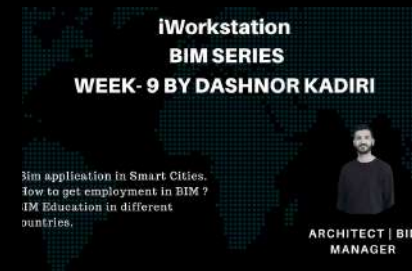 iWorkstation
BIM SERIES
WEEK- 9 BY DASHNOR KADIRI
Bim application in Smart Cities.
How to get employment in BIM ?
BIM Education in different
ountries.
ARCHITECT | BI
MANAGER